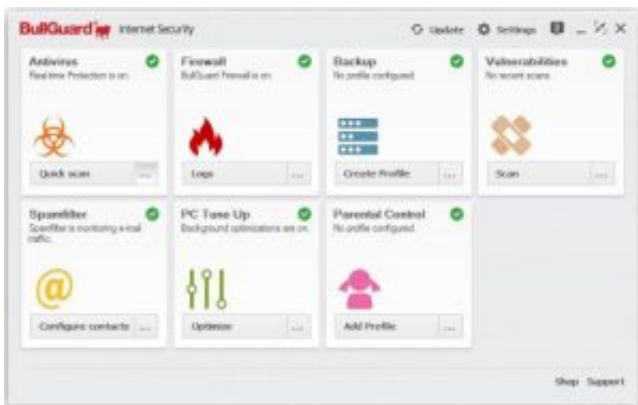 BullGuard Internet Security
Update Settings
Antivirus
Real-time Protection is on.
Quick scan ...
Firewall
BullGuard Firewall is on.
Logs ...
Backup
No profile configured.
Create Profile ...
Vulnerabilities
No recent scans.
Scan ...
Spamfilter
Spamfilter is monitoring e-mail
traffic.
@
Configure contacts ...
PC Tune Up
Background optimizations are on.
Optimize ...
Parental Control
No profile configured.
Add Profile ...
Shop Support